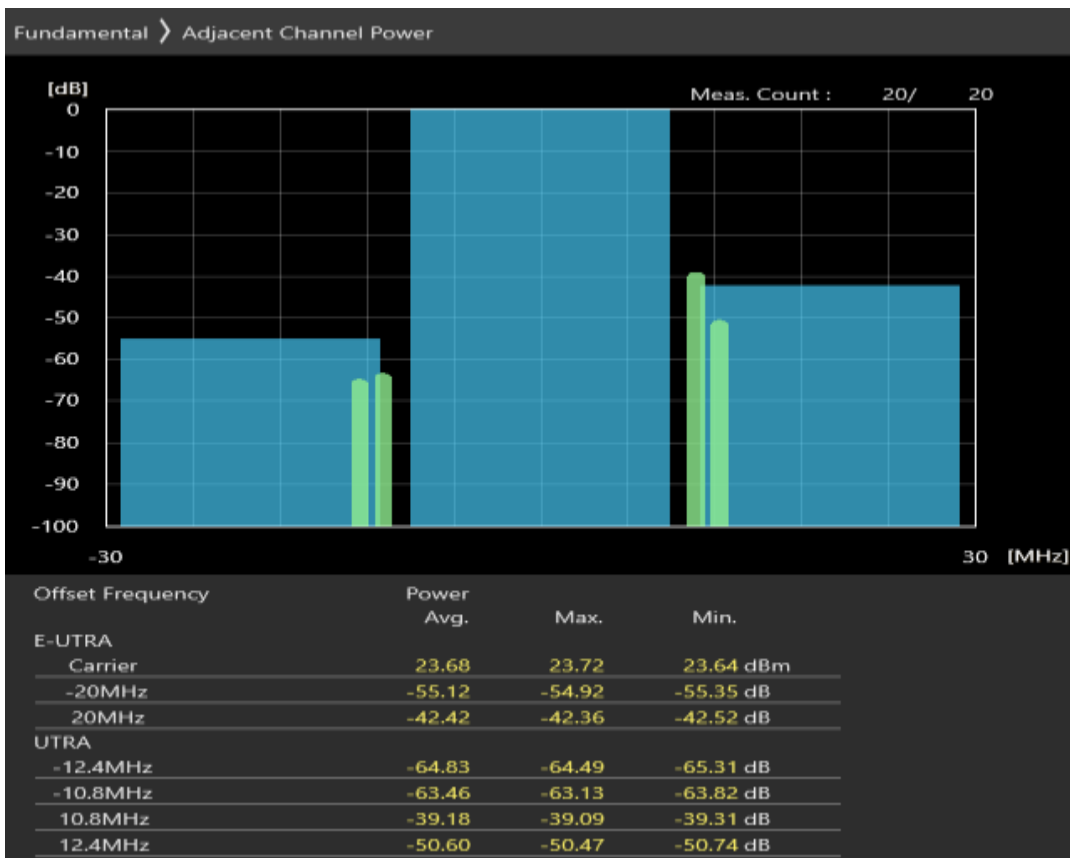 Fundamental 〉 Adjacent Channel Power
[dB]
Meas. Count : 20/ 20
0
-10
-20
-30
-40
-50
-60
-70
-80
-90
-100
-30 30 [MHz]
Offset Frequency Power
Avg. Max. Min.
E-UTRA
Carrier 23.68 23.72 23.64 dBm
-20MHz -55.12 -54.92 -55.35 dB
20MHz -42.42 -42.36 -42.52 dB
UTRA
-12.4MHz -64.83 -64.49 -65.31 dB
-10.8MHz -63.46 -63.13 -63.82 dB
10.8MHz -39.18 -39.09 -39.31 dB
12.4MHz -50.60 -50.47 -50.74 dB